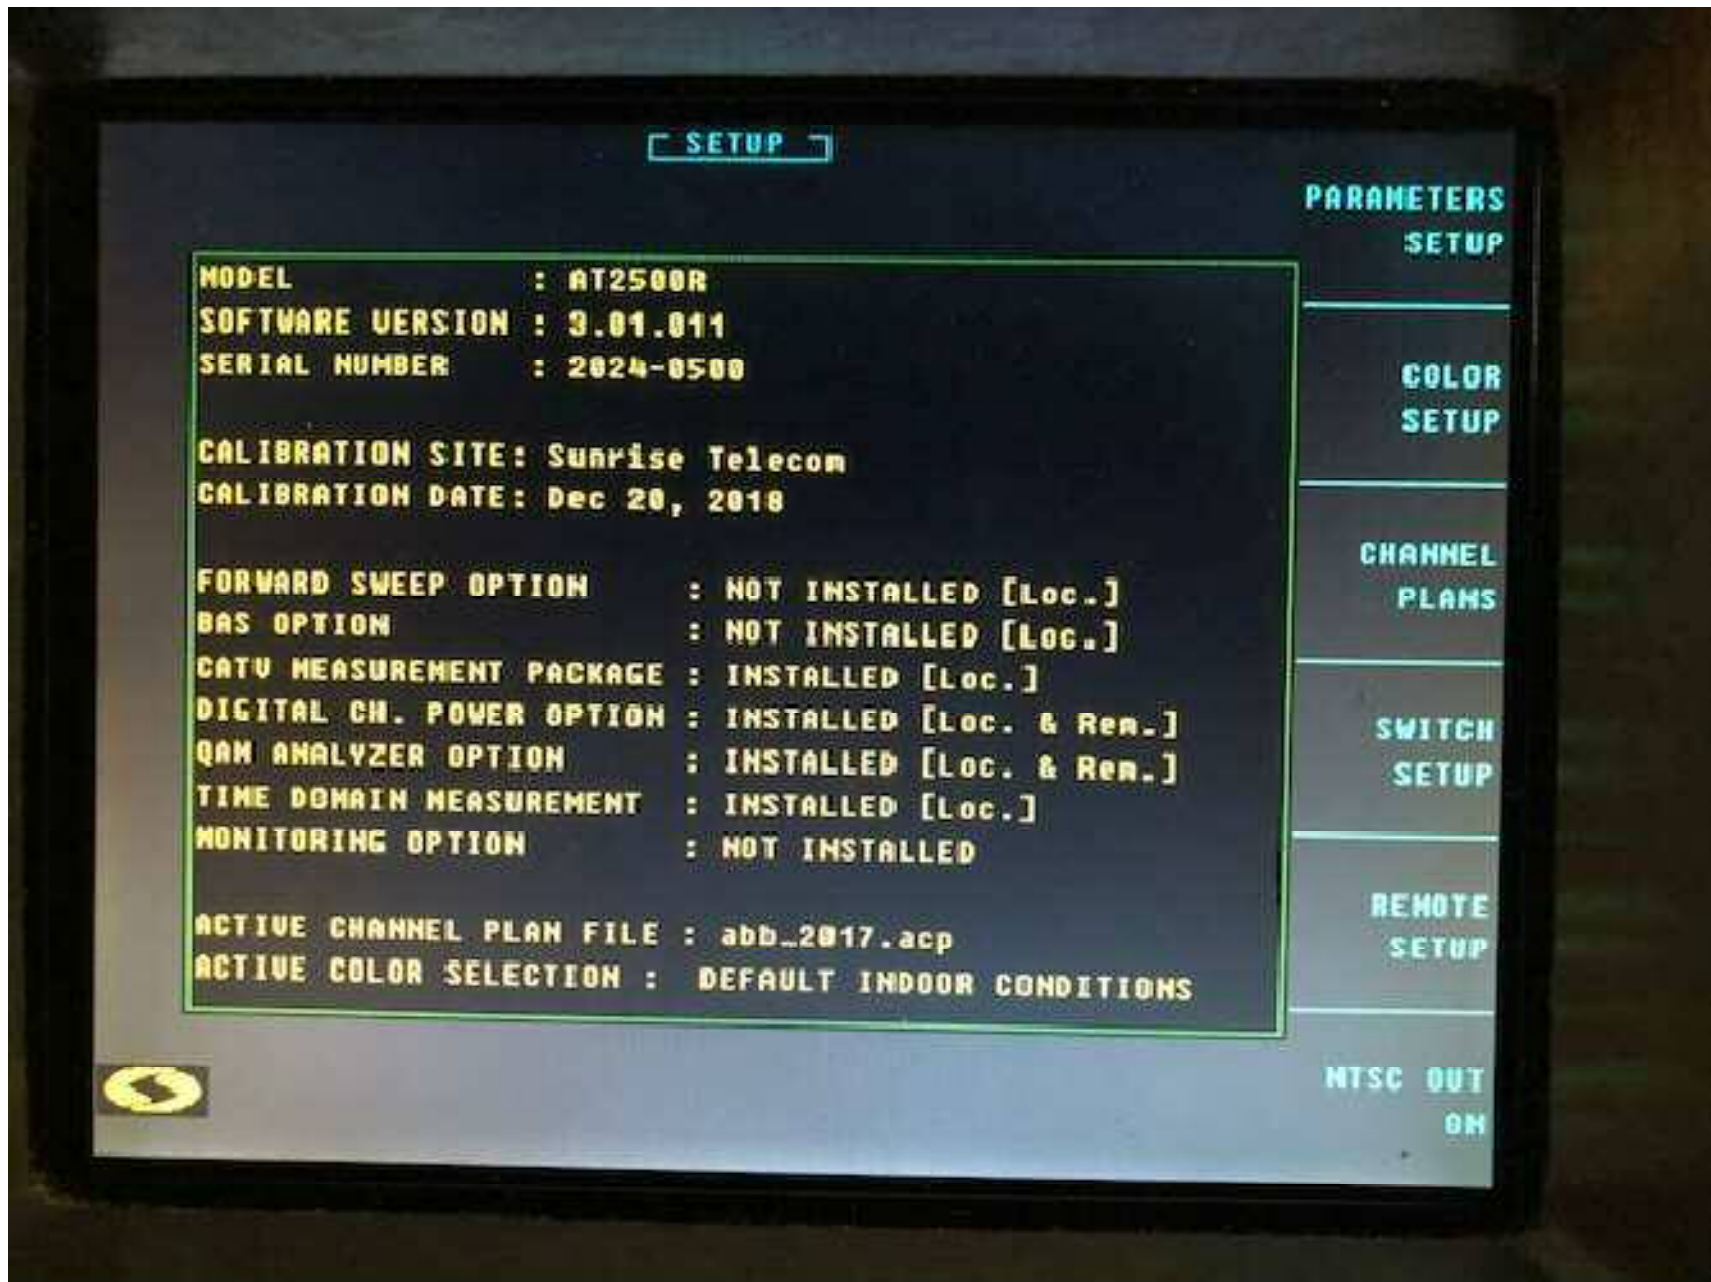 SETUP
MODEL : AT2500R
SOFTWARE VERSION : 3.01.011
SERIAL NUMBER : 2024-0500
CALIBRATION SITE: Sunrise Telecom
CALIBRATION DATE: Dec 20, 2018
FORWARD SWEEP OPTION : NOT INSTALLED [Loc.]
BAS OPTION : NOT INSTALLED [Loc.]
CATV MEASUREMENT PACKAGE : INSTALLED [Loc.]
DIGITAL CH. POWER OPTION : INSTALLED [Loc. & Rem.]
QAM ANALYZER OPTION : INSTALLED [Loc. & Rem.]
TIME DOMAIN MEASUREMENT : INSTALLED [Loc.]
MONITORING OPTION : NOT INSTALLED
ACTIVE CHANNEL PLAN FILE : abb_2017.acp
ACTIVE COLOR SELECTION : DEFAULT INDOOR CONDITIONS
PARAMETERS
SETUP
COLOR
SETUP
CHANNEL
PLANS
SWITCH
SETUP
REMOTE
SETUP
NTSC OUT
ON